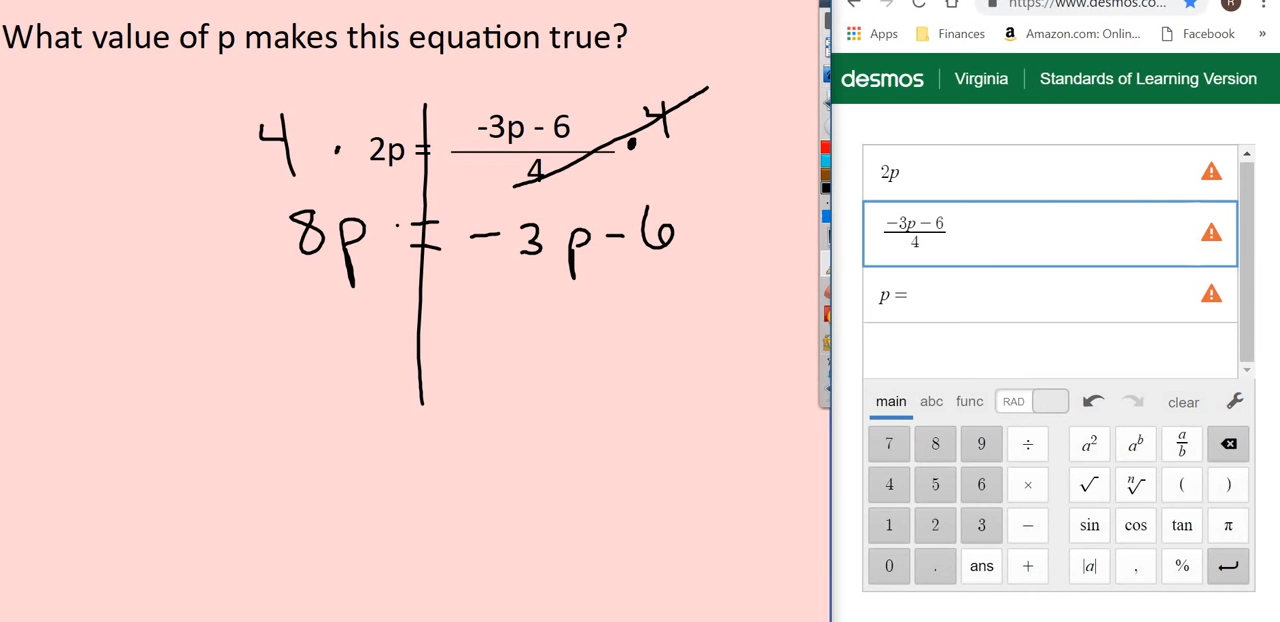 What value of p makes this equation true?
4 · 2p = -3p - 6 · 4
4
8p = - 3p - 6
https://www.desmos.co...
R
Apps Finances a Amazon.com: Onlin... Facebook »
desmos Virginia Standards of Learning Version
2p
−3p − 6
4
p =
main abc func RAD clear
7 8 9 ÷ a² aᵇ a/b
4 5 6 × √ ⁿ√ ( )
1 2 3 − sin cos tan π
0 . ans + |a| , %